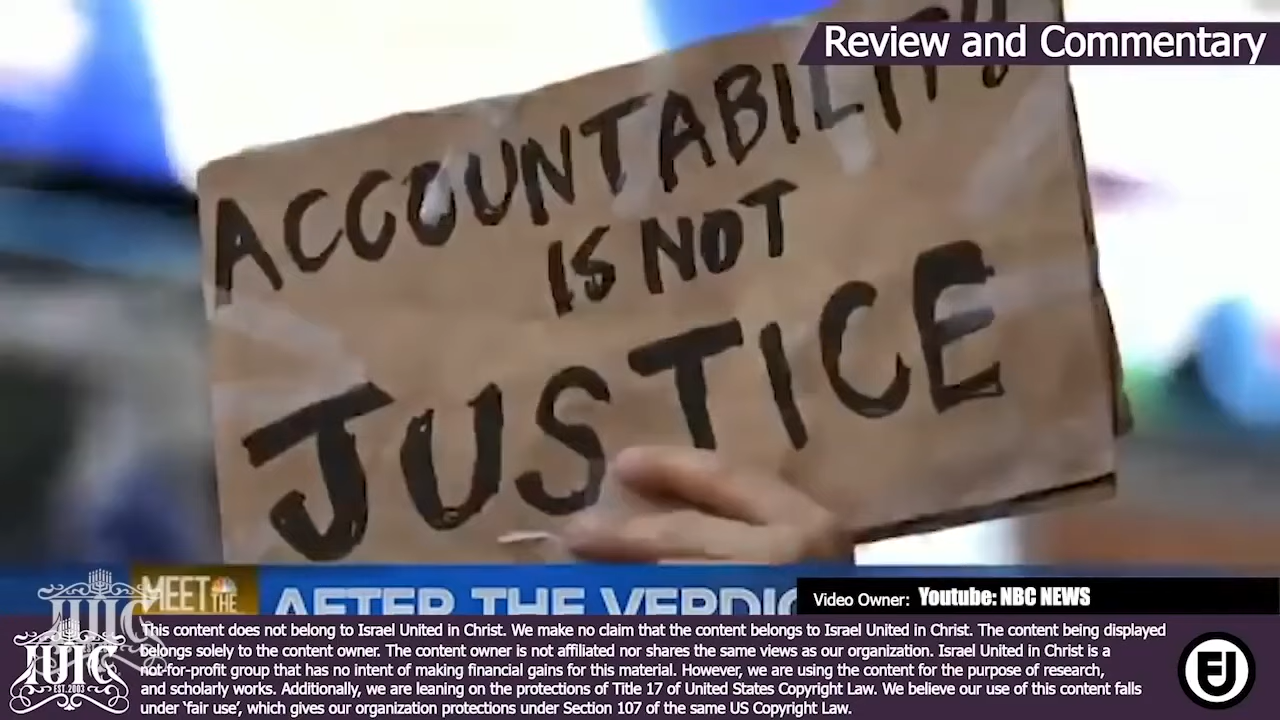 Review and Commentary
ACCOUNTABILITY
IS NOT
JUSTICE
MEET
THE
AFTER THE VERDIC
Video Owner: Youtube: NBC NEWS
This content does not belong to Israel United in Christ. We make no claim that the content belongs to Israel United in Christ. The content being displayed
belongs solely to the content owner. The content owner is not affiliated nor shares the same views as our organization. Israel United in Christ is a
not-for-profit group that has no intent of making financial gains for this material. However, we are using the content for the purpose of research,
and scholarly works. Additionally, we are leaning on the protections of Title 17 of United States Copyright Law. We believe our use of this content falls
under 'fair use', which gives our organization protections under Section 107 of the same US Copyright Law.
IUIC
EST. 2003